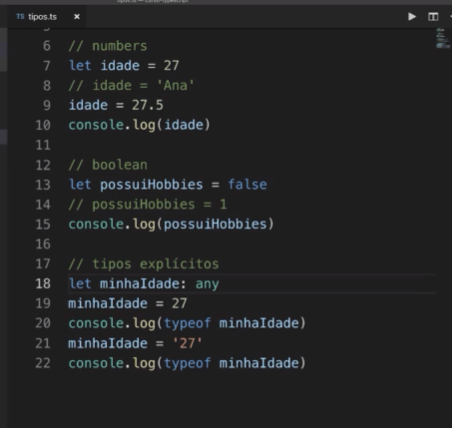 TS tipos.ts ×
6 // numbers
7 let idade = 27
8 // idade = 'Ana'
9 idade = 27.5
10 console.log(idade)
11
12 // boolean
13 let possuiHobbies = false
14 // possuiHobbies = 1
15 console.log(possuiHobbies)
16
17 // tipos explícitos
18 let minhaIdade: any
19 minhaIdade = 27
20 console.log(typeof minhaIdade)
21 minhaIdade = '27'
22 console.log(typeof minhaIdade)